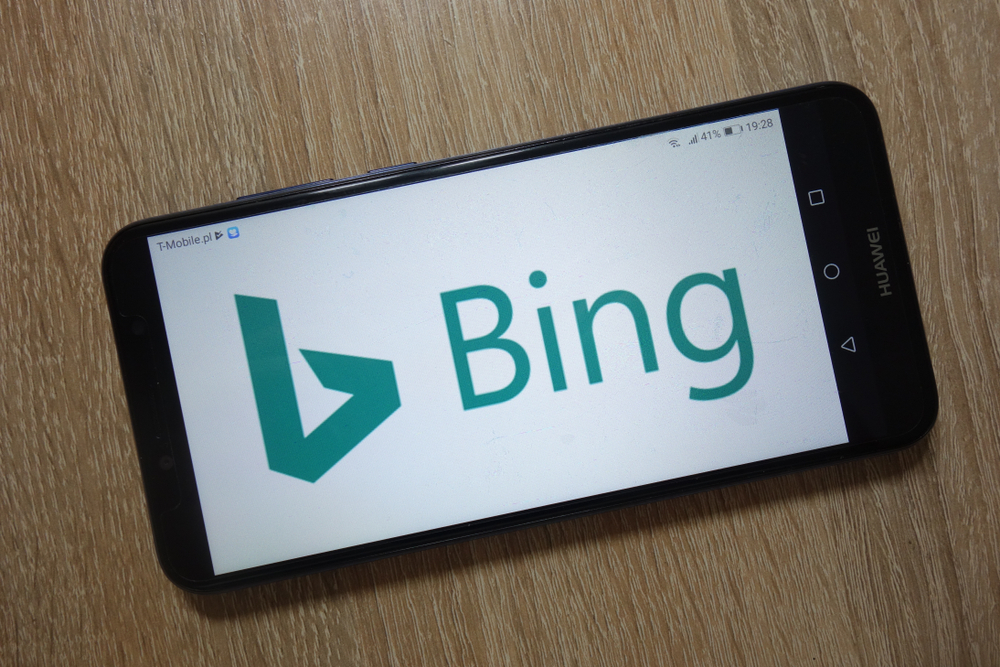 T-Mobile.pl
41% 19:28
Bing
HUAWEI